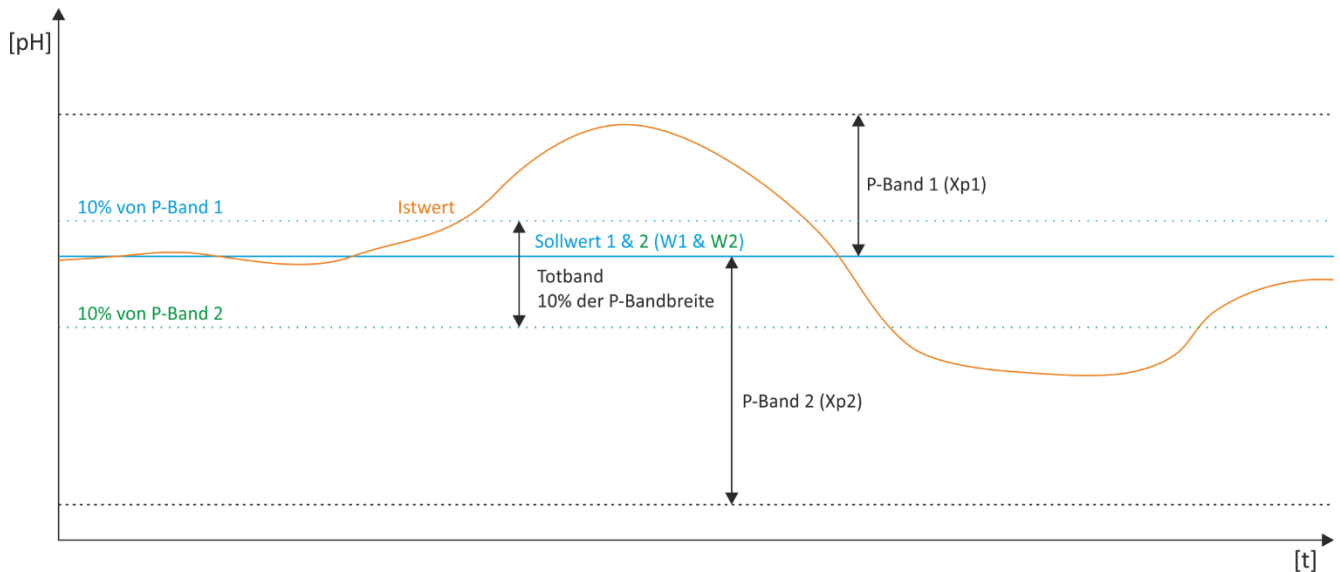 [pH]
P-Band 1 (Xp1)
10% von P-Band 1
Istwert
Sollwert 1 & 2 (W1 & W2)
Totband
10% der P-Bandbreite
10% von P-Band 2
P-Band 2 (Xp2)
[t]